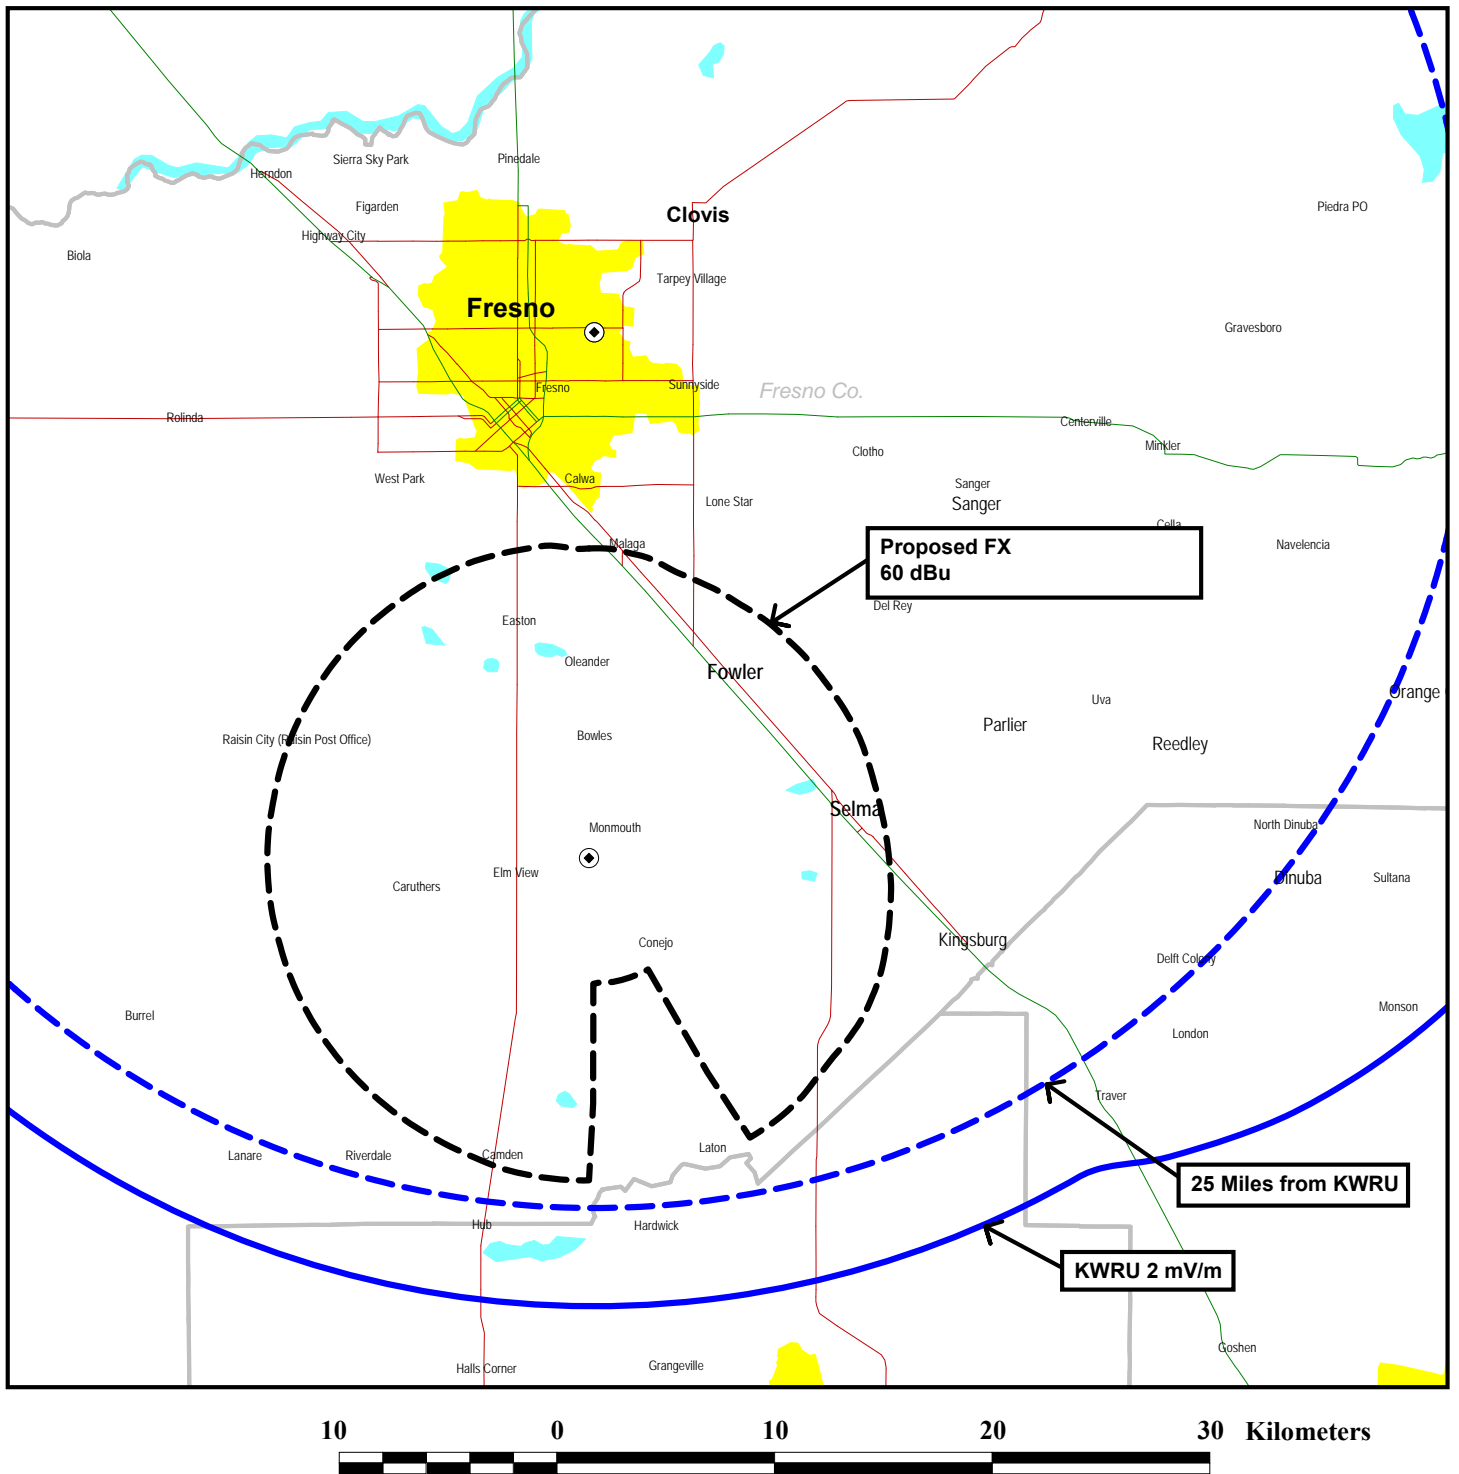 Sierra Sky Park
Pinedale
Herndon
Figarden
Clovis
Piedra PO
Highway City
Biola
Tarpey Village
Fresno
Gravesboro
Fresno
Sunnyside
Fresno Co.
Rolinda
Centerville
Minkler
Clotho
West Park
Calwa
Sanger
Lone Star
Sanger
Cella
Malaga
Navelencia
Proposed FX
60 dBu
Del Rey
Easton
Oleander
Fowler
Orange
Uva
Parlier
Raisin City (Raisin Post Office)
Bowles
Reedley
Selma
Monmouth
North Dinuba
Elm View
Caruthers
Dinuba
Sultana
Conejo
Kingsburg
Delft Colony
Burrel
Monson
London
Traver
Lanare
Riverdale
Camden
Laton
25 Miles from KWRU
Hub
Hardwick
KWRU 2 mV/m
Goshen
Halls Corner
Grangeville
10 0 10 20 30 Kilometers